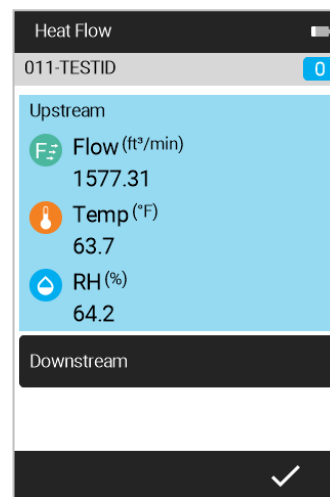 Heat Flow
011-TESTID 0
Upstream
F Flow (ft³/min)
1577.31
Temp (°F)
63.7
RH (%)
64.2
Downstream